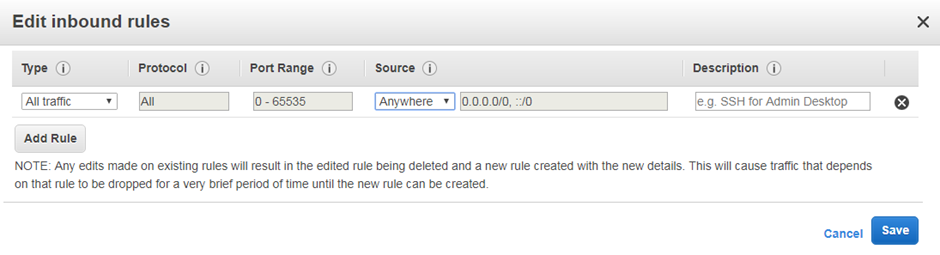 Edit inbound rules
Type Protocol Port Range Source Description
All traffic All 0 - 65535 Anywhere 0.0.0.0/0, ::/0 e.g. SSH for Admin Desktop
Add Rule
NOTE: Any edits made on existing rules will result in the edited rule being deleted and a new rule created with the new details. This will cause traffic that depends
on that rule to be dropped for a very brief period of time until the new rule can be created.
Cancel Save